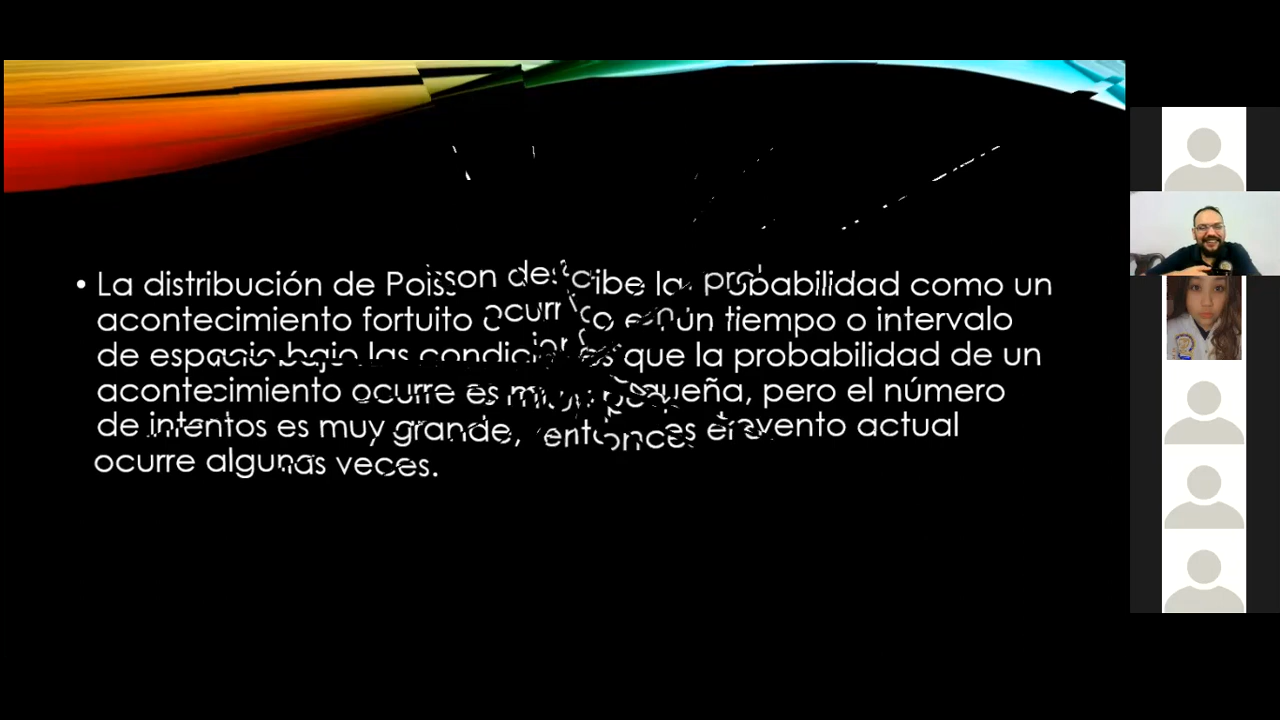 • La distribución de Poisson describe la probabilidad como un
acontecimiento fortuito ocurrido en un tiempo o intervalo
de espacio bajo las condiciones que la probabilidad de un
acontecimiento ocurre es muy pequeña, pero el número
de intentos es muy grande, entonces el evento actual
ocurre algunas veces.